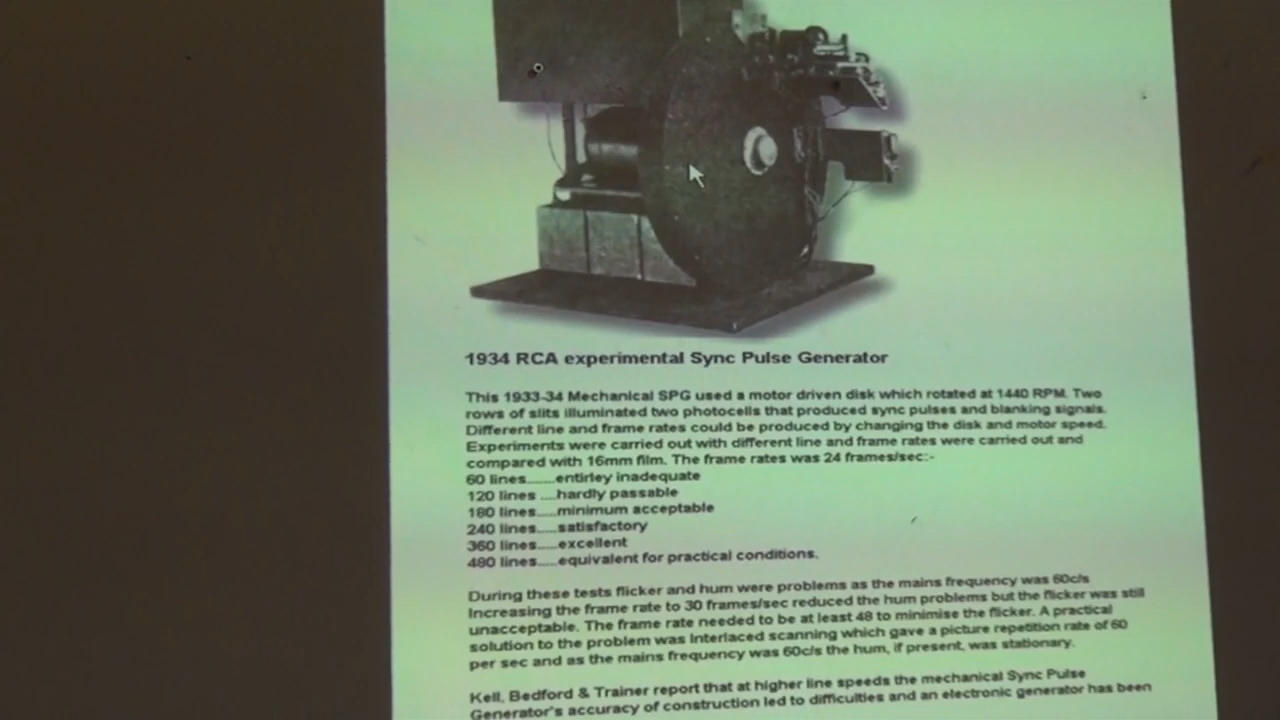 1934 RCA experimental Sync Pulse Generator
This 1933-34 Mechanical SPG used a motor driven disk which rotated at 1440 RPM. Two
rows of slits illuminated two photocells that produced sync pulses and blanking signals.
Different line and frame rates could be produced by changing the disk and motor speed.
Experiments were carried out with different line and frame rates were carried out and
compared with 16mm film. The frame rates was 24 frames/sec:-
60 lines.......entirley inadequate
120 lines ....hardly passable
180 lines.....minimum acceptable
240 lines.....satisfactory
360 lines.....excellent
480 lines.....equivalent for practical conditions.
During these tests flicker and hum were problems as the mains frequency was 60c/s
Increasing the frame rate to 30 frames/sec reduced the hum problems but the flicker was still
unacceptable. The frame rate needed to be at least 48 to minimise the flicker. A practical
solution to the problem was Interlaced scanning which gave a picture repetition rate of 60
per sec and as the mains frequency was 60c/s the hum, if present, was stationary.
Kell, Bedford & Trainer report that at higher line speeds the mechanical Sync Pulse
Generator's accuracy of construction led to difficulties and an electronic generator has been